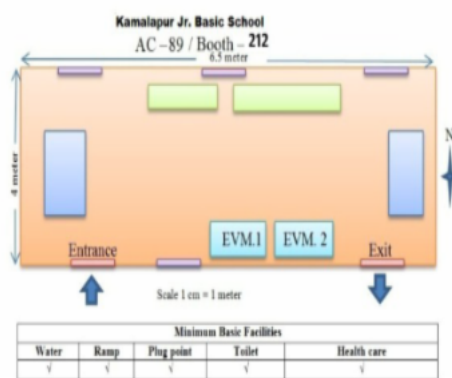 Kamalapur Jr. Basic School
AC – 89 / Booth – 212
6.5 meter
4 meter
N
EVM.1 EVM. 2
Entrance Exit
Scale 1 cm = 1 meter
Minimum Basic Facilities
Water Ramp Plug point Toilet Health care
√ √ √ √ √